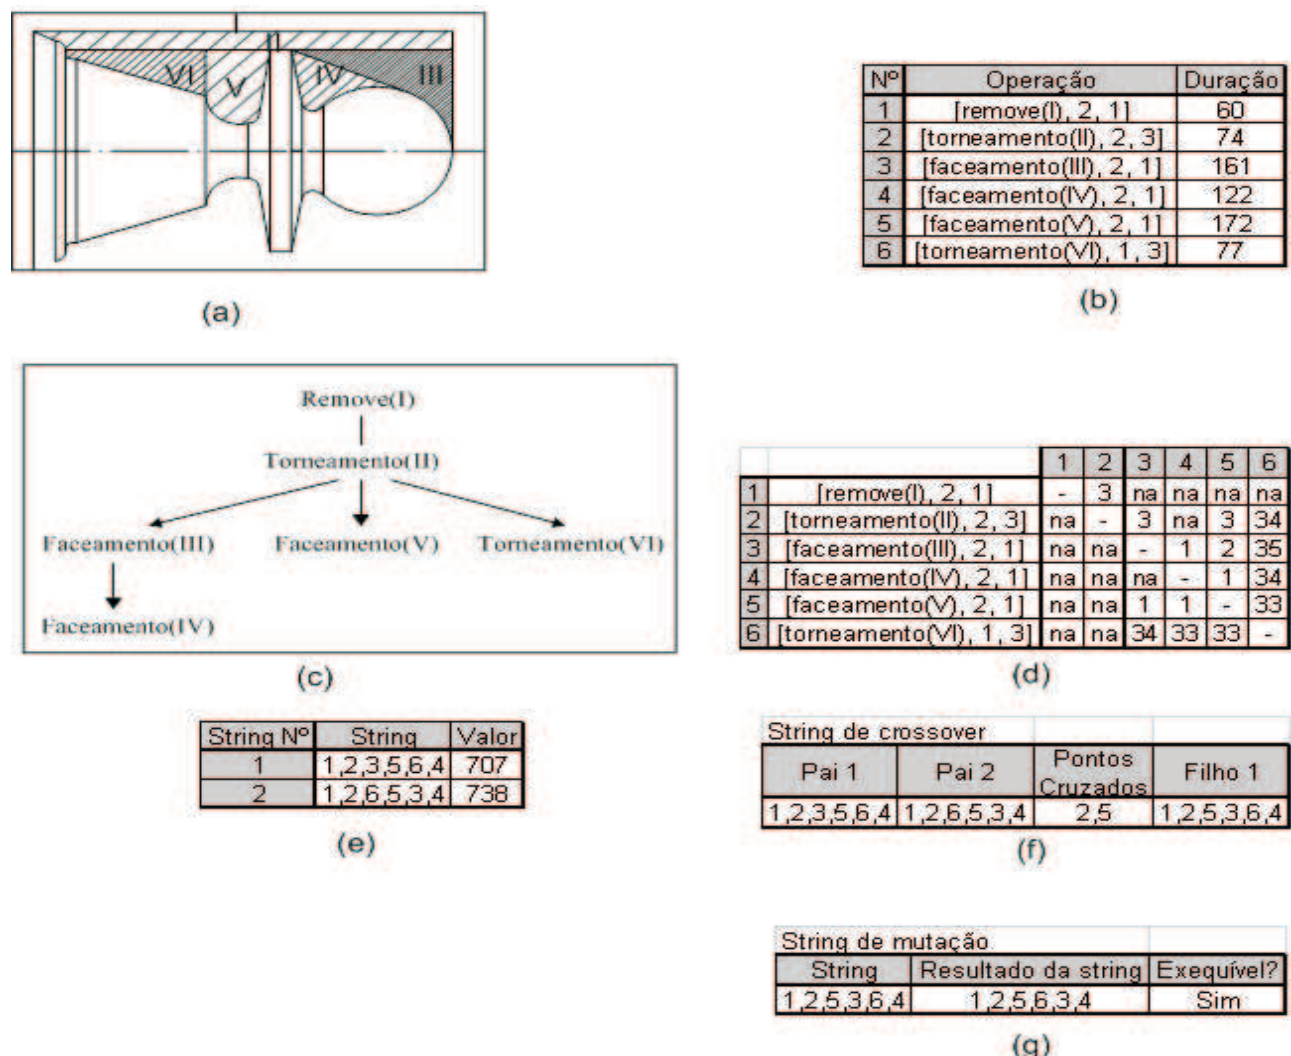 I
II
VI
V
IV
III
(a)
Nº Operação Duração
1 [remove(I), 2, 1] 60
2 [torneamento(II), 2, 3] 74
3 [faceamento(III), 2, 1] 161
4 [faceamento(IV), 2, 1] 122
5 [faceamento(V), 2, 1] 172
6 [torneamento(VI), 1, 3] 77
(b)
Remove(I)
Torneamento(II)
Faceamento(III) Faceamento(V) Torneamento(VI)
Faceamento(IV)
(c)
1 2 3 4 5 6
1 [remove(I), 2, 1] - 3 na na na na
2 [torneamento(II), 2, 3] na - 3 na 3 34
3 [faceamento(III), 2, 1] na na - 1 2 35
4 [faceamento(IV), 2, 1] na na na - 1 34
5 [faceamento(V), 2, 1] na na 1 1 - 33
6 [torneamento(VI), 1, 3] na na 34 33 33 -
(d)
String Nº String Valor
1 1,2,3,5,6,4 707
2 1,2,6,5,3,4 738
(e)
String de crossover
Pai 1 Pai 2 Pontos Cruzados Filho 1
1,2,3,5,6,4 1,2,6,5,3,4 2,5 1,2,5,3,6,4
(f)
String de mutação
String Resultado da string Exequível?
1,2,5,3,6,4 1,2,5,6,3,4 Sim
(g)